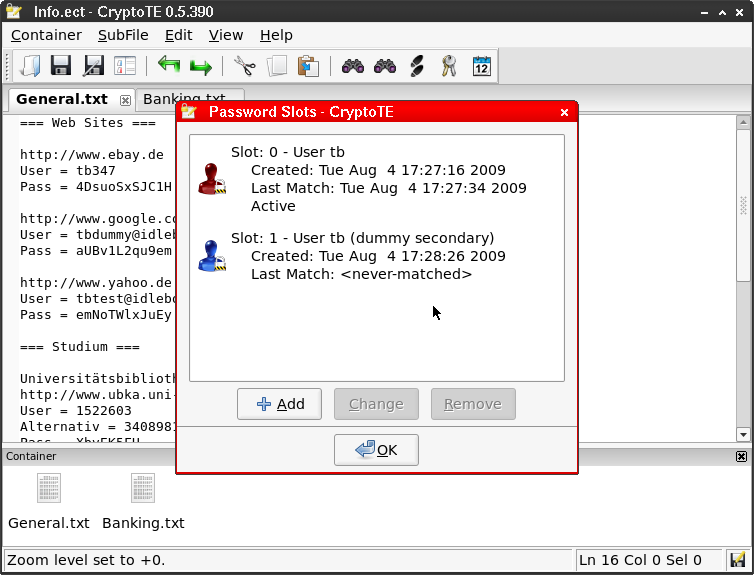 Info.ect - CryptoTE 0.5.390
Container SubFile Edit View Help
12
General.txt Banking.txt
=== Web Sites ===
http://www.ebay.de
User = tb347
Pass = 4DsuoSxSJC1H
http://www.google.co
User = tbdummy@idleb
Pass = aUBv1L2qu9em
http://www.yahoo.de
User = tbtest@idlebo
Pass = emNoTWlxJuEy
=== Studium ===
Universitätsbiblioth
http://www.ubka.uni-
User = 1522603
Alternativ = 3408981
Password Slots - CryptoTE
Slot: 0 - User tb
Created: Tue Aug 4 17:27:16 2009
Last Match: Tue Aug 4 17:27:34 2009
Active
Slot: 1 - User tb (dummy secondary)
Created: Tue Aug 4 17:28:26 2009
Last Match: <never-matched>
Add Change Remove
OK
Container
General.txt Banking.txt
Zoom level set to +0. Ln 16 Col 0 Sel 0